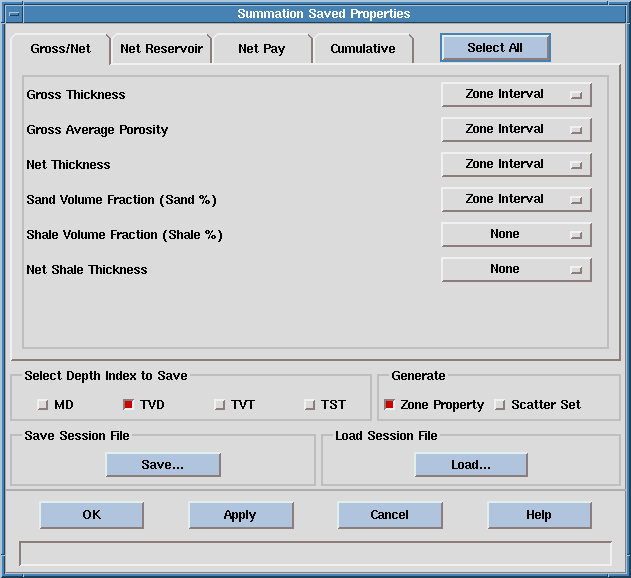 Summation Saved Properties
Gross/Net Net Reservoir Net Pay Cumulative Select All
Gross Thickness Zone Interval
Gross Average Porosity Zone Interval
Net Thickness Zone Interval
Sand Volume Fraction (Sand %) Zone Interval
Shale Volume Fraction (Shale %) None
Net Shale Thickness None
Select Depth Index to Save Generate
MD TVD TVT TST Zone Property Scatter Set
Save Session File Load Session File
Save... Load...
OK Apply Cancel Help